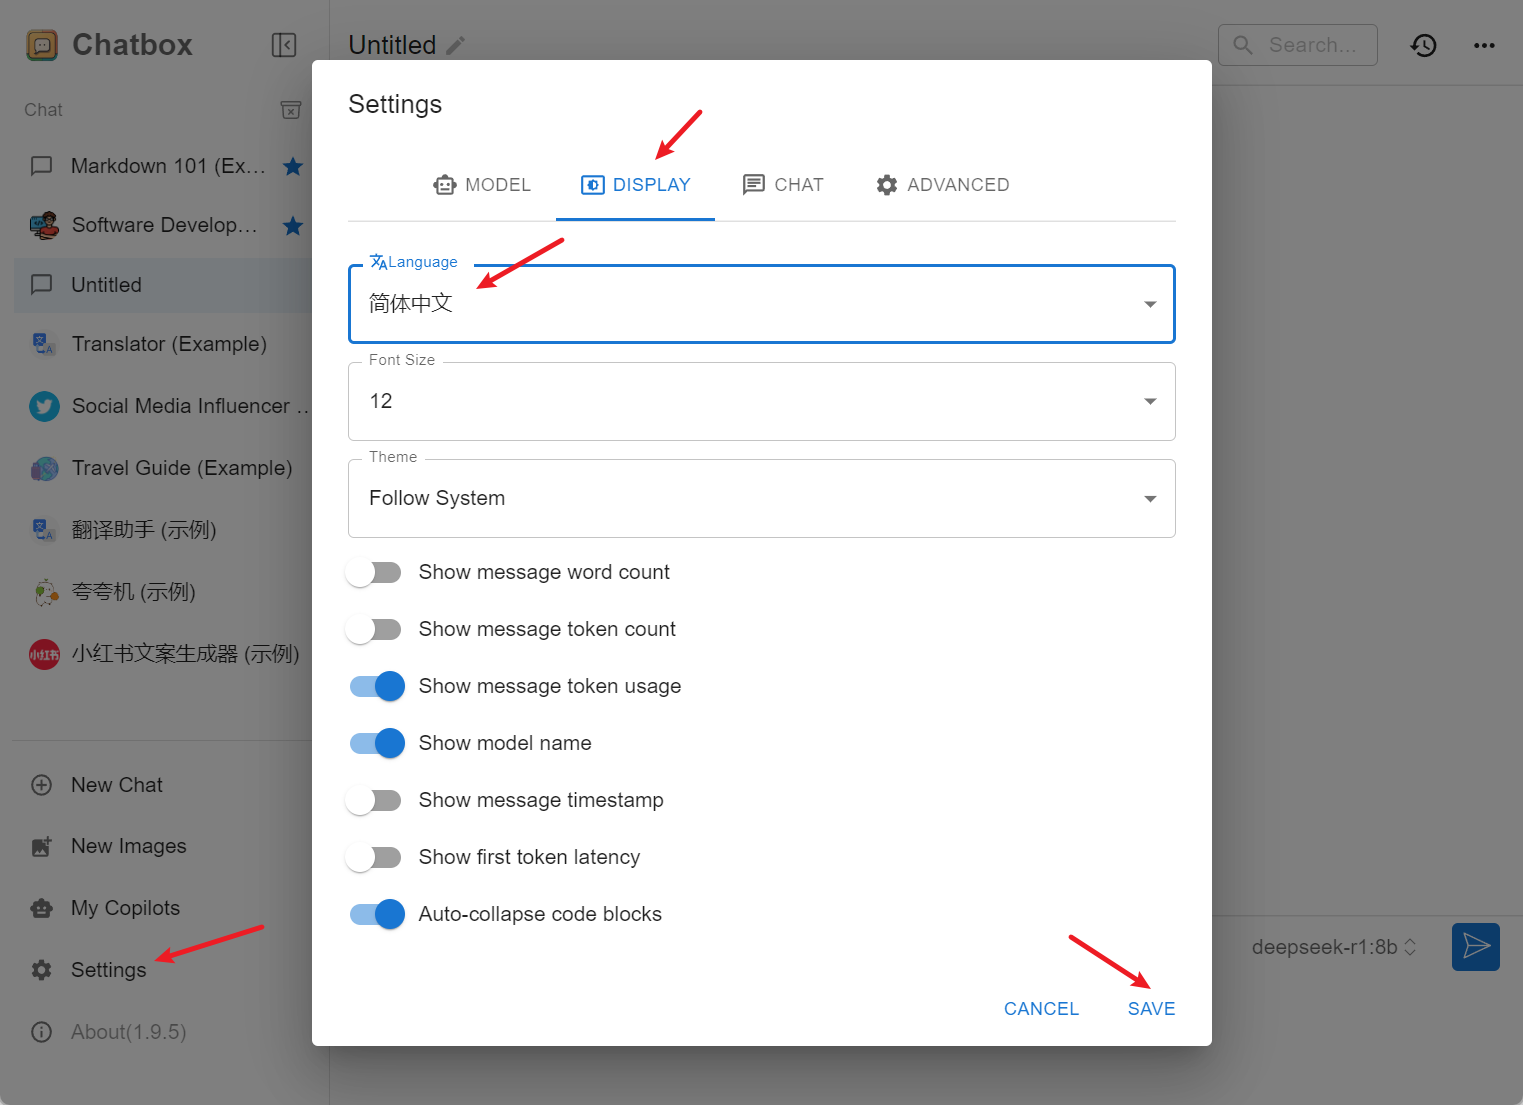 Chatbox
Chat
Markdown 101 (Ex...
Software Develop...
Untitled
Translator (Example)
Social Media Influencer ...
Travel Guide (Example)
翻译助手 (示例)
夸夸机 (示例)
小红书
小红书文案生成器 (示例)
New Chat
New Images
My Copilots
Settings
About(1.9.5)
Untitled
Search...
Settings
MODEL
DISPLAY
CHAT
ADVANCED
Language
简体中文
Font Size
12
Theme
Follow System
Show message word count
Show message token count
Show message token usage
Show model name
Show message timestamp
Show first token latency
Auto-collapse code blocks
CANCEL
SAVE
deepseek-r1:8b